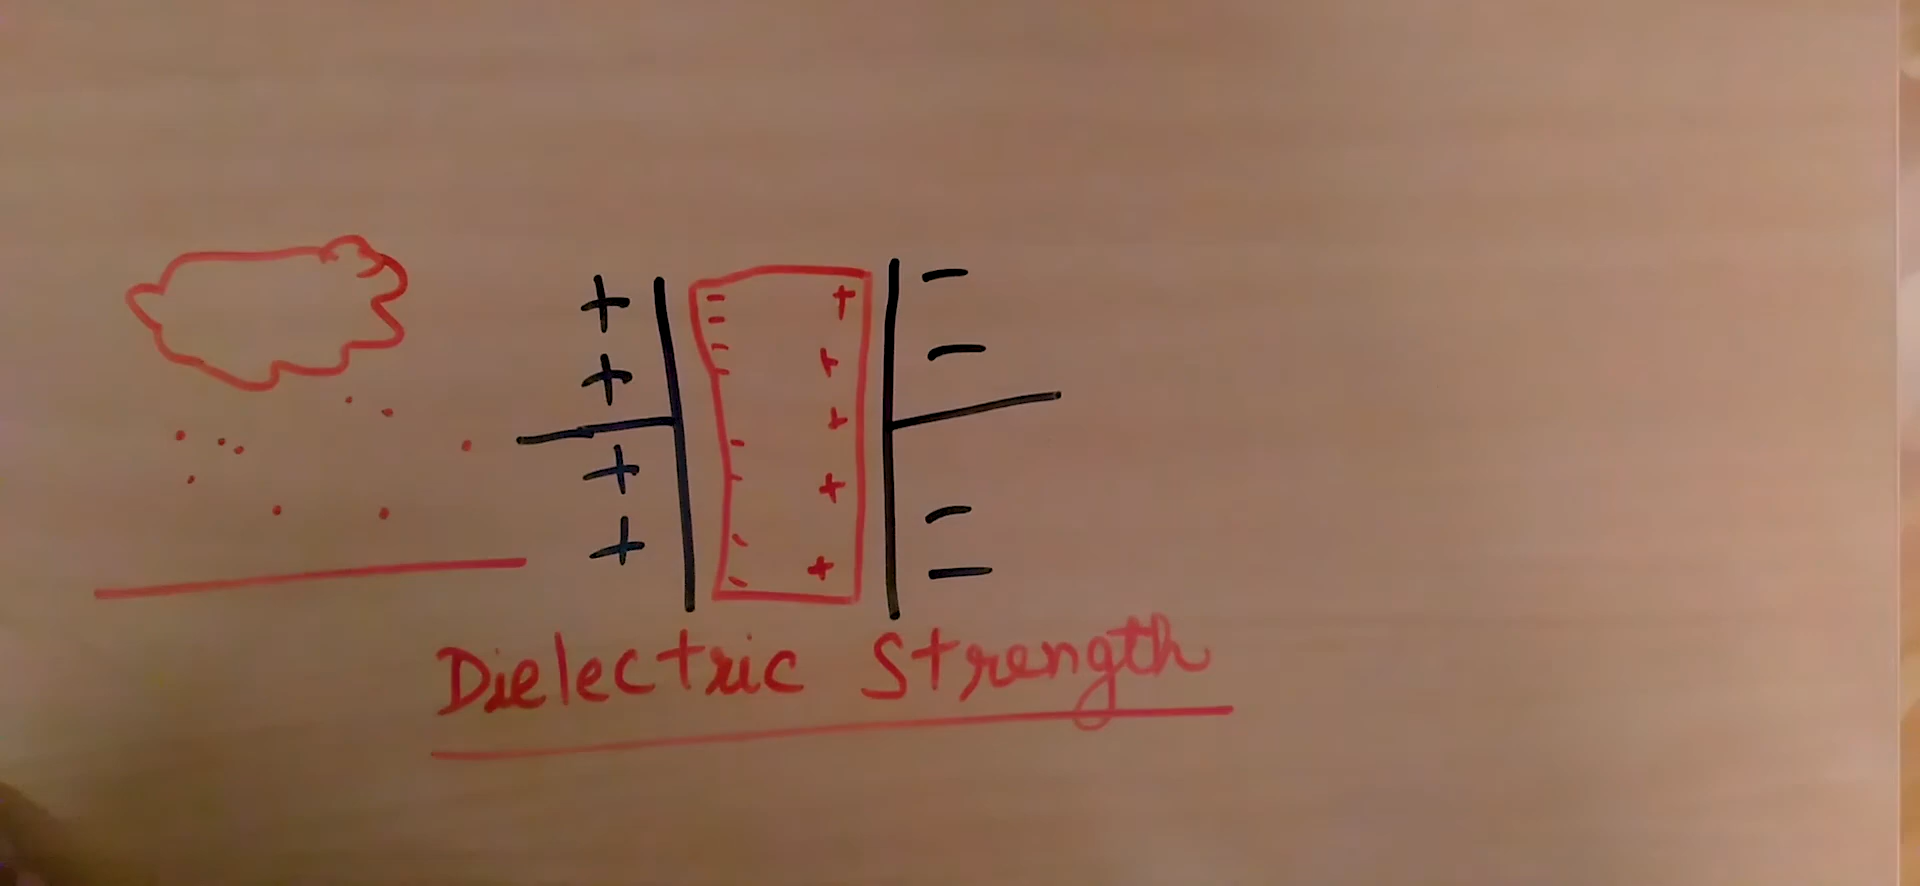 + = + −
= +
+ − + −
− +
+ − + −
+ − + −
Dielectric Strength